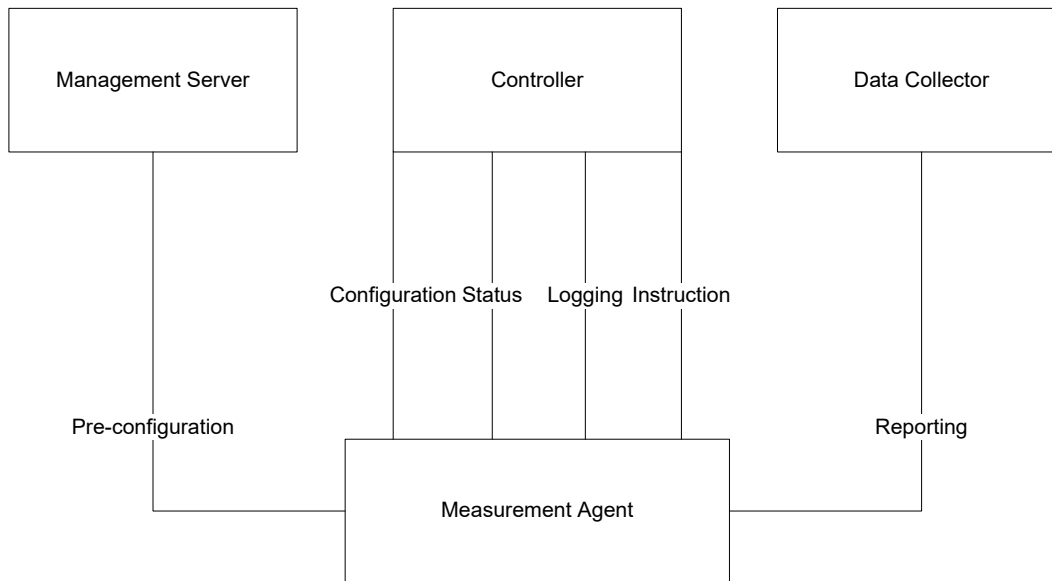 Management Server
Controller
Data Collector
Configuration
Status
Logging
Instruction
Pre-configuration
Reporting
Measurement Agent